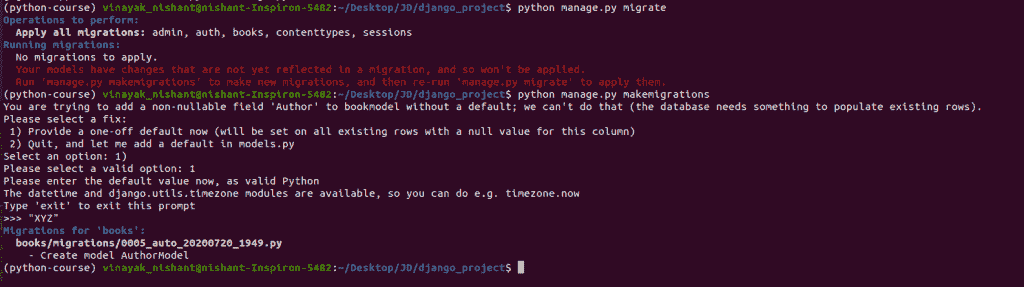 (python-course) vinayak_nishant@nishant-Inspiron-5482:~/Desktop/JD/django_project$ python manage.py migrate
Operations to perform:
  Apply all migrations: admin, auth, books, contenttypes, sessions
Running migrations:
  No migrations to apply.
  Your models have changes that are not yet reflected in a migration, and so won't be applied.
  Run 'manage.py makemigrations' to make new migrations, and then re-run 'manage.py migrate' to apply them.
(python-course) vinayak_nishant@nishant-Inspiron-5482:~/Desktop/JD/django_project$ python manage.py makemigrations
You are trying to add a non-nullable field 'Author' to bookmodel without a default; we can't do that (the database needs something to populate existing rows).
Please select a fix:
 1) Provide a one-off default now (will be set on all existing rows with a null value for this column)
 2) Quit, and let me add a default in models.py
Select an option: 1)
Please select a valid option: 1
Please enter the default value now, as valid Python
The datetime and django.utils.timezone modules are available, so you can do e.g. timezone.now
Type 'exit' to exit this prompt
>>> "XYZ"
Migrations for 'books':
  books/migrations/0005_auto_20200720_1949.py
    - Create model AuthorModel
(python-course) vinayak_nishant@nishant-Inspiron-5482:~/Desktop/JD/django_project$